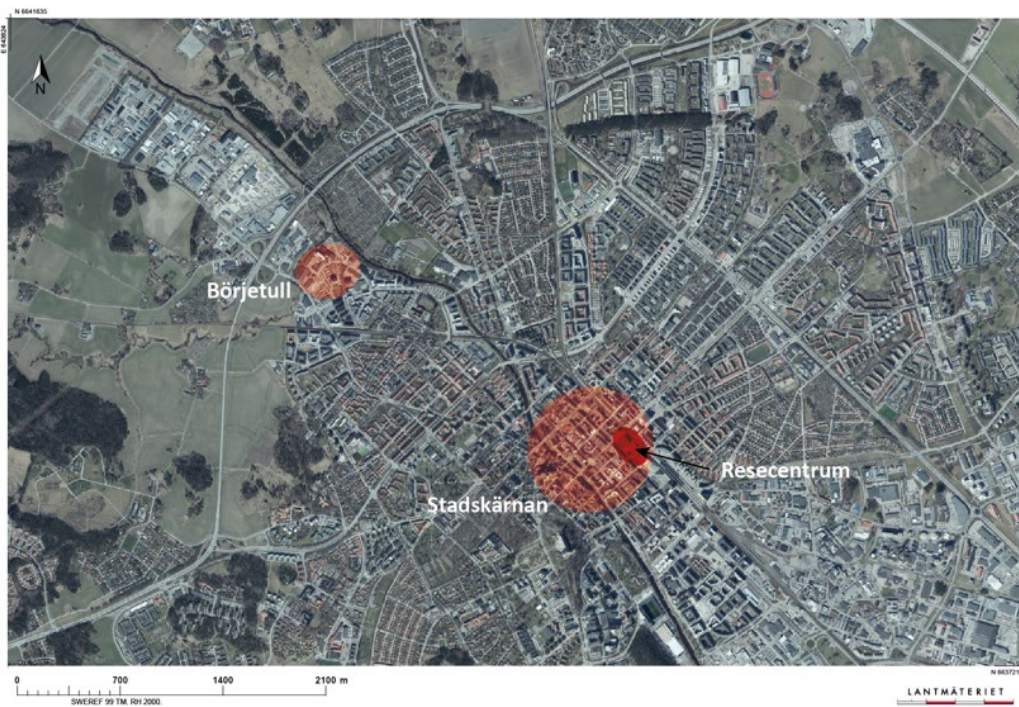 N 6641635
E 643824
N
Börjetull
Resecentrum
Stadskärnan
N 663721
0 700 1400 2100 m
SWEREF 99 TM, RH 2000.
LANTMÄTERIET